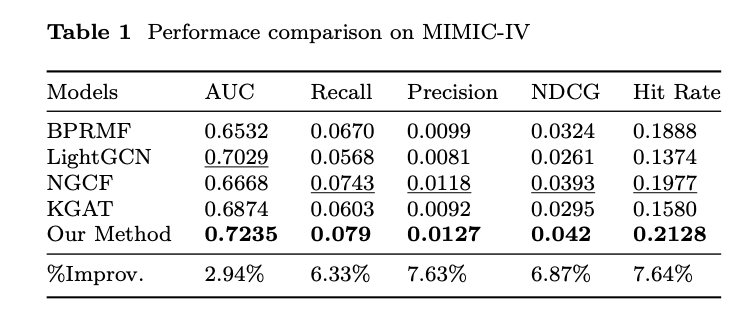 Table 1 Performace comparison on MIMIC-IV
Models AUC Recall Precision NDCG Hit Rate
BPRMF 0.6532 0.0670 0.0099 0.0324 0.1888
LightGCN 0.7029 0.0568 0.0081 0.0261 0.1374
NGCF 0.6668 0.0743 0.0118 0.0393 0.1977
KGAT 0.6874 0.0603 0.0092 0.0295 0.1580
Our Method 0.7235 0.079 0.0127 0.042 0.2128
%Improv. 2.94% 6.33% 7.63% 6.87% 7.64%